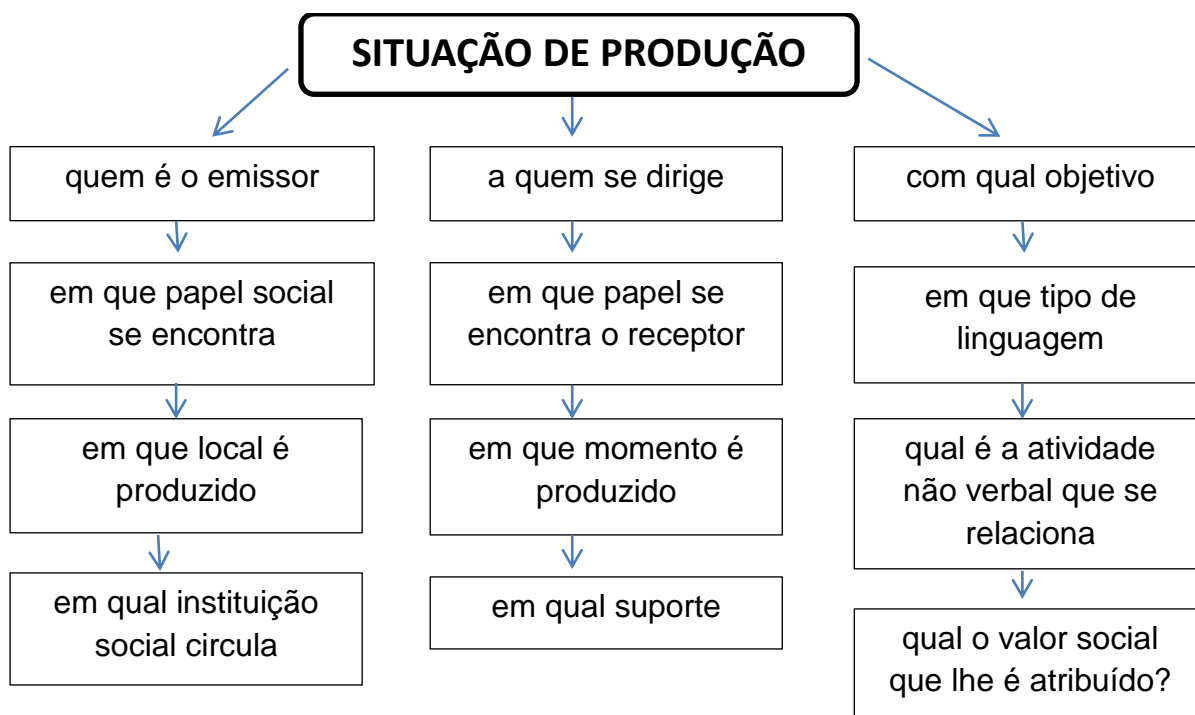 SITUAÇÃO DE PRODUÇÃO
quem é o emissor
a quem se dirige
com qual objetivo
em que papel social
se encontra
em que papel se
encontra o receptor
em que tipo de
linguagem
em que local é
produzido
em que momento é
produzido
qual é a atividade
não verbal que se
relaciona
em qual instituição
social circula
em qual suporte
qual o valor social
que lhe é atribuído?